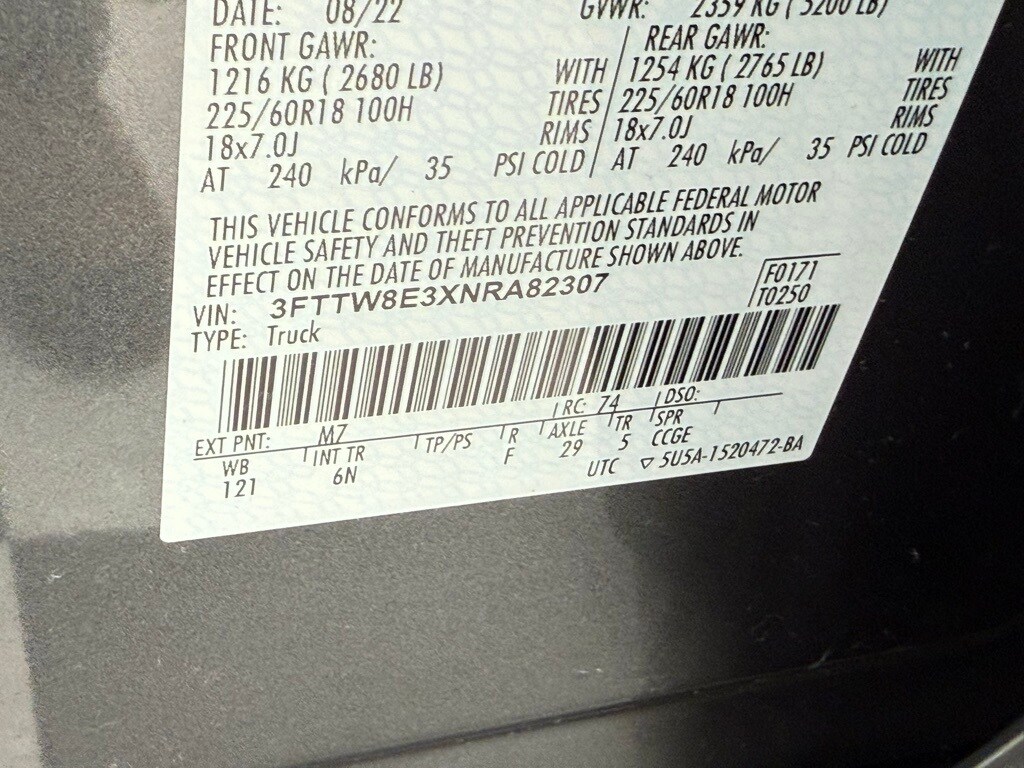 DATE: 08/22 GVWR: 2359 KG ( 5200 LB)
FRONT GAWR: REAR GAWR:
1216 KG ( 2680 LB) WITH 1254 KG ( 2765 LB) WITH
225/60R18 100H TIRES 225/60R18 100H TIRES
18x7.0J RIMS 18x7.0J RIMS
AT 240 kPa/ 35 PSI COLD AT 240 kPa/ 35 PSI COLD
THIS VEHICLE CONFORMS TO ALL APPLICABLE FEDERAL MOTOR
VEHICLE SAFETY AND THEFT PREVENTION STANDARDS IN
EFFECT ON THE DATE OF MANUFACTURE SHOWN ABOVE.
VIN: 3FTTW8E3XNRA82307 F0171
TYPE: Truck T0250
EXT PNT: M7 RC: 74 DSO:
WB INT TR TP/PS R AXLE TR SPR
121 6N F 29 5 CCGE
UTC ▽ 5U5A-1520472-BA